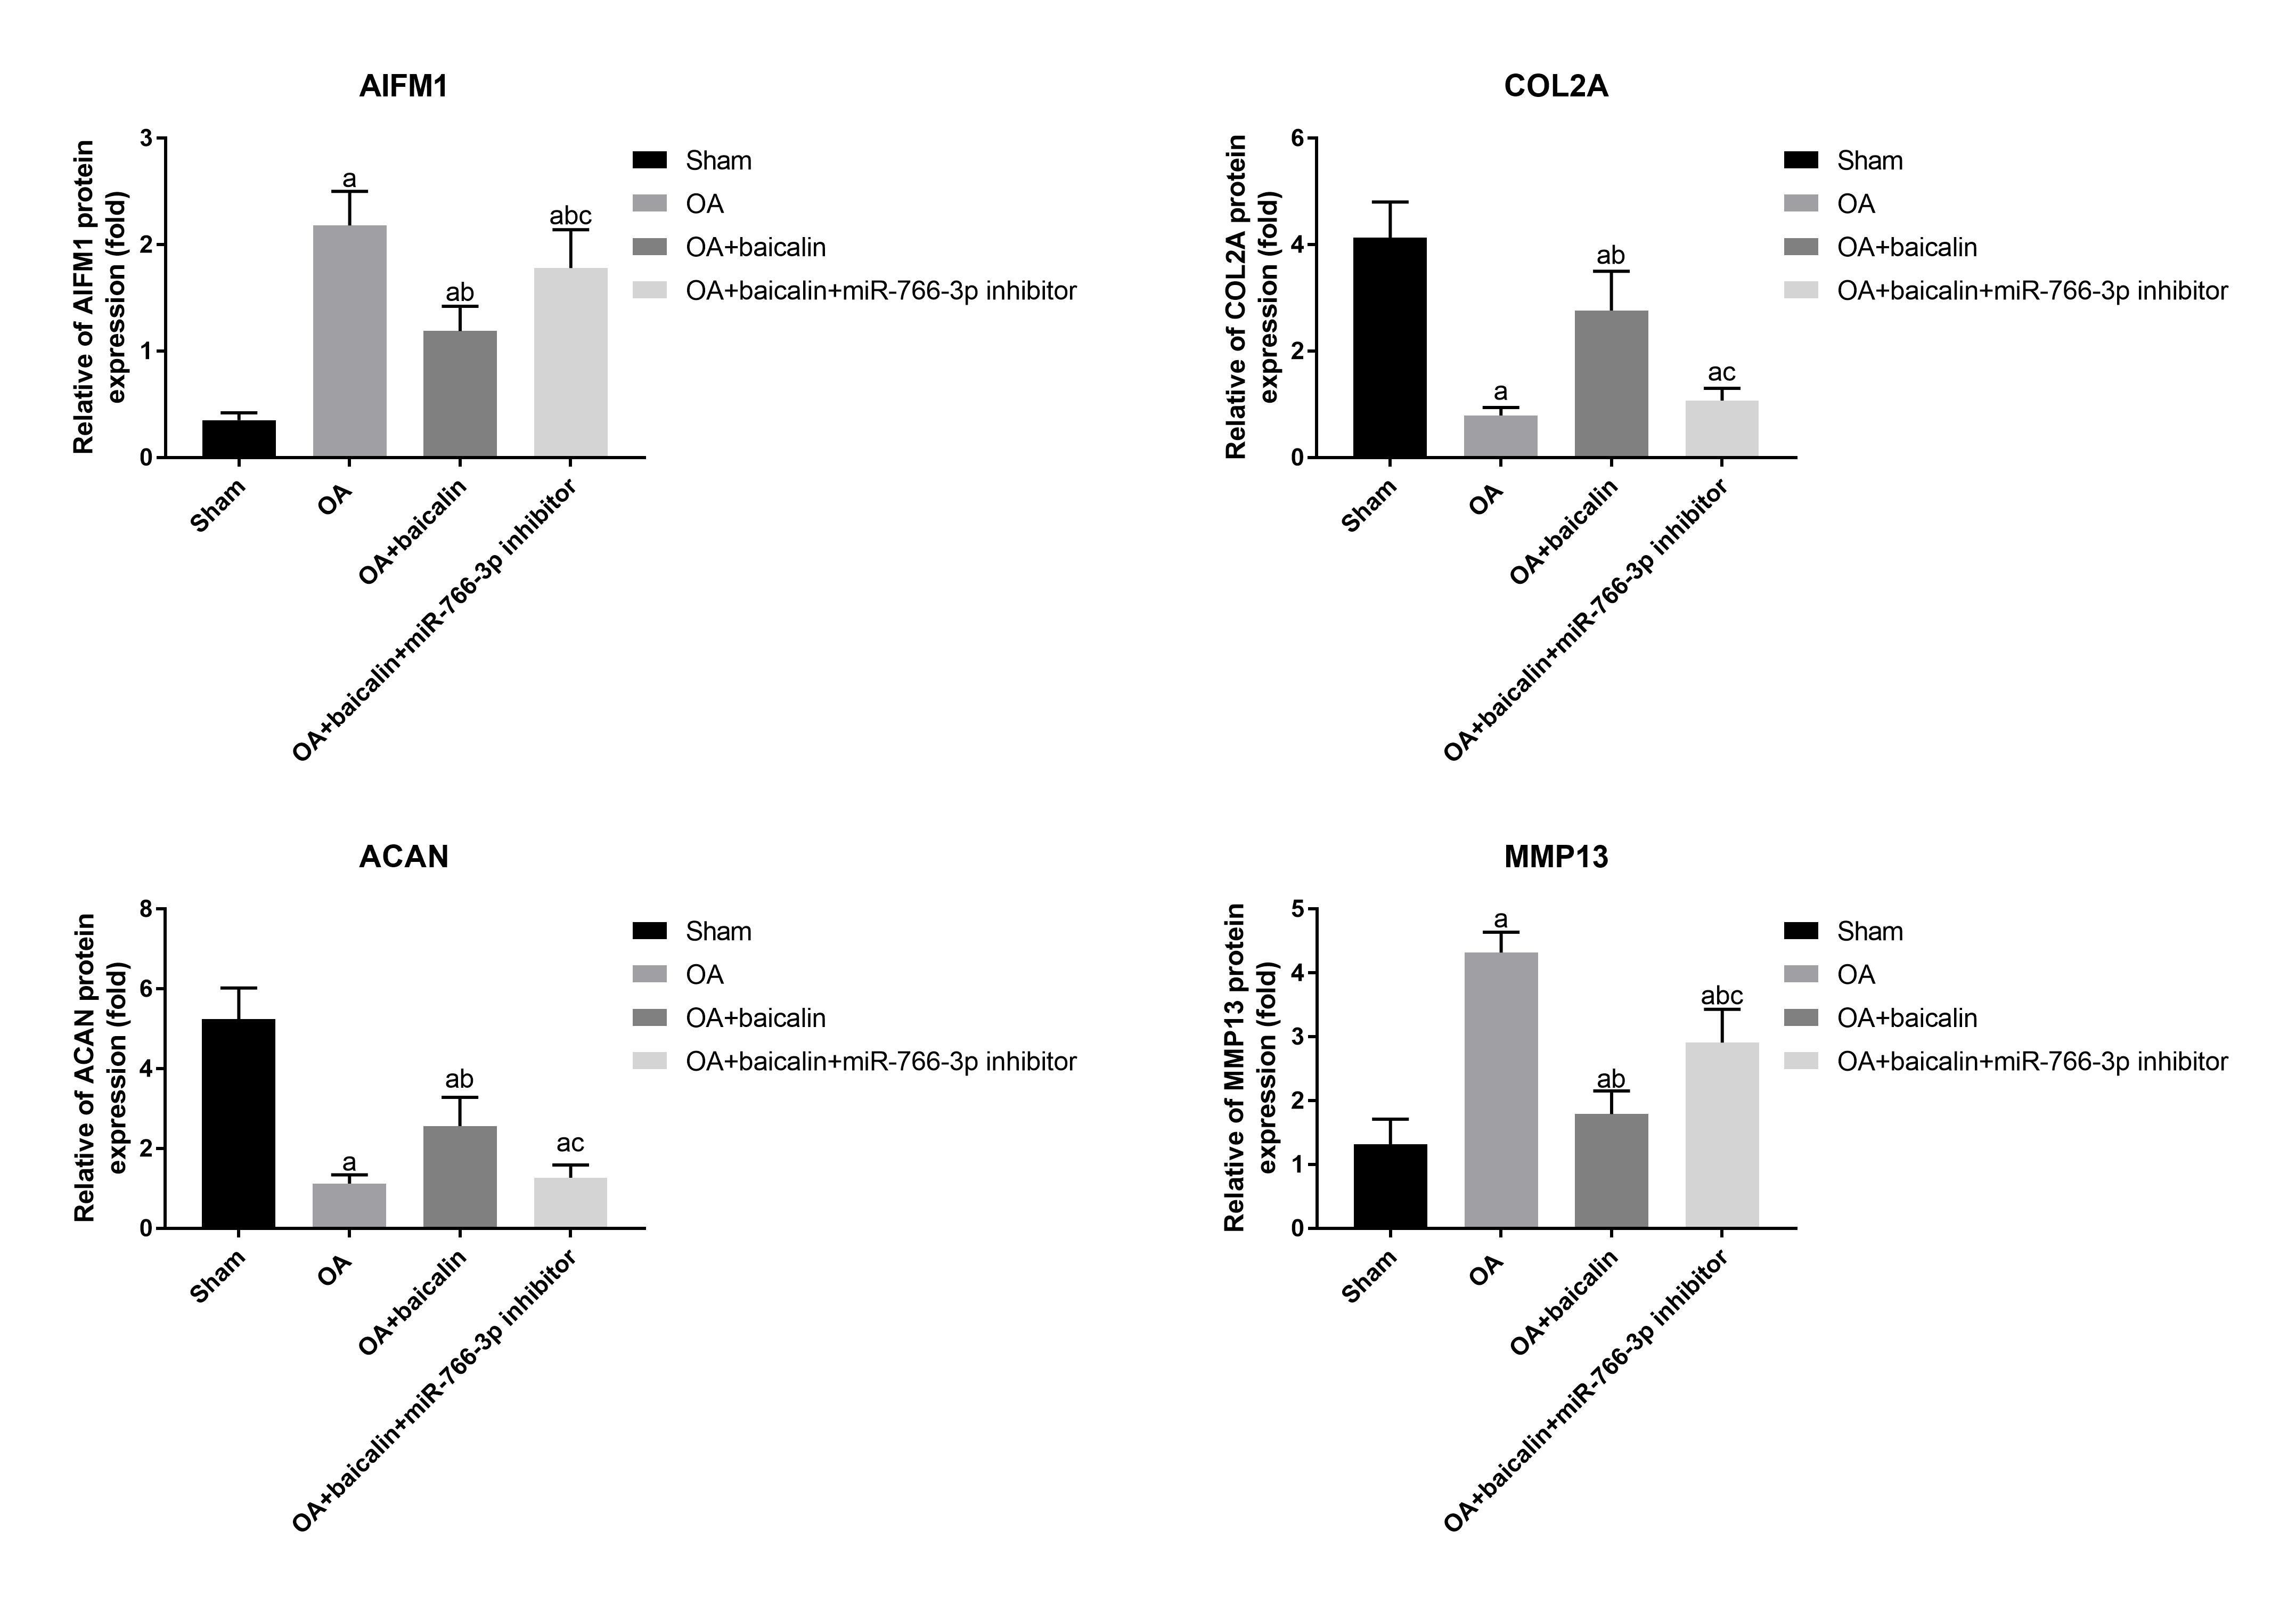 AIFM1
Relative of AIFM1 protein
expression (fold)
3
2
1
0
a
ab
abc
Sham
OA
OA+baicalin
OA+baicalin+miR-766-3p inhibitor
Sham
OA
OA+baicalin
OA+baicalin+miR-766-3p inhibitor
COL2A
Relative of COL2A protein
expression (fold)
6
4
2
0
a
ab
ac
Sham
OA
OA+baicalin
OA+baicalin+miR-766-3p inhibitor
Sham
OA
OA+baicalin
OA+baicalin+miR-766-3p inhibitor
ACAN
Relative of ACAN protein
expression (fold)
8
6
4
2
0
a
ab
ac
Sham
OA
OA+baicalin
OA+baicalin+miR-766-3p inhibitor
Sham
OA
OA+baicalin
OA+baicalin+miR-766-3p inhibitor
MMP13
Relative of MMP13 protein
expression (fold)
5
4
3
2
1
0
a
ab
abc
Sham
OA
OA+baicalin
OA+baicalin+miR-766-3p inhibitor
Sham
OA
OA+baicalin
OA+baicalin+miR-766-3p inhibitor